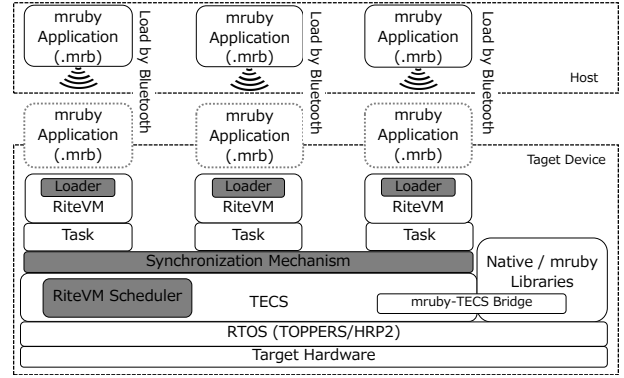 mruby
Application
(.mrb)
Load by Bluetooth
mruby
Application
(.mrb)
Load by Bluetooth
mruby
Application
(.mrb)
Load by Bluetooth
Host
mruby
Application
(.mrb)
mruby
Application
(.mrb)
mruby
Application
(.mrb)
Taget Device
Loader
RiteVM
Loader
RiteVM
Loader
RiteVM
Task
Task
Task
Synchronization Mechanism
Native / mruby
Libraries
RiteVM Scheduler
TECS
mruby-TECS Bridge
RTOS (TOPPERS/HRP2)
Target Hardware